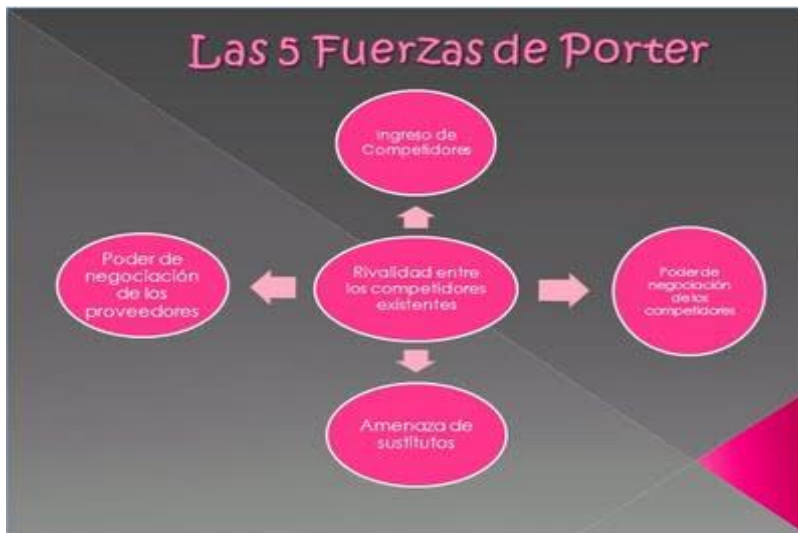 Las 5 Fuerzas de Porter
Ingreso de
Competidores
Poder de
negociación
de los
proveedores
Rivalidad entre
los competidores
existentes
Poder de
negociación
de los
competidores
Amenaza de
sustitutos